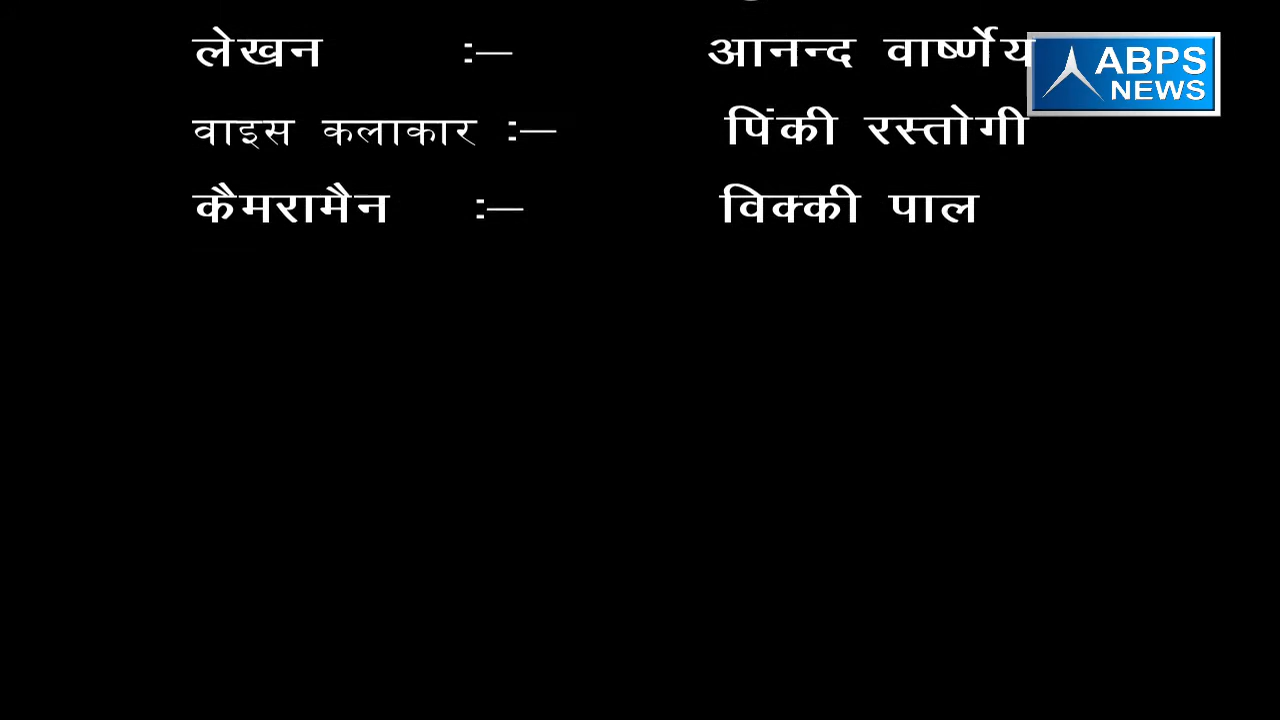 लेखन :— आनन्द वार्ष्णेय
ABPS
NEWS
वाइस कलाकार :— पिंकी रस्तोगी
कैमरामैन :— विक्की पाल